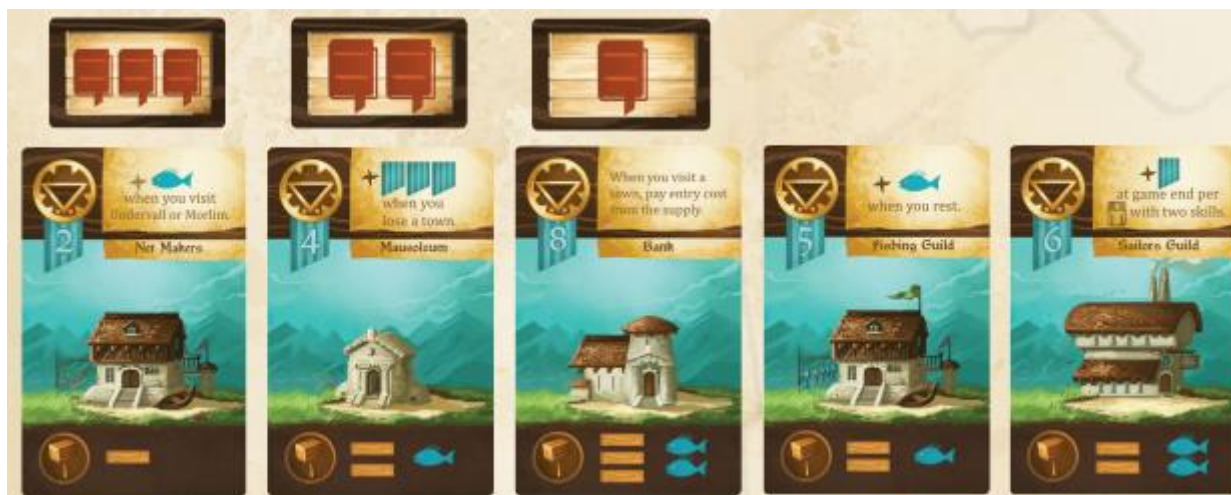 when you visit
Undervall or Morlim.
2
Net Makers
when you
lose a town.
4
Mausoleum
When you visit a
town, pay entry cost
from the supply.
8
Bank
when you rest.
5
Fishing Guild
at game end per
with two skills.
6
Sailors Guild